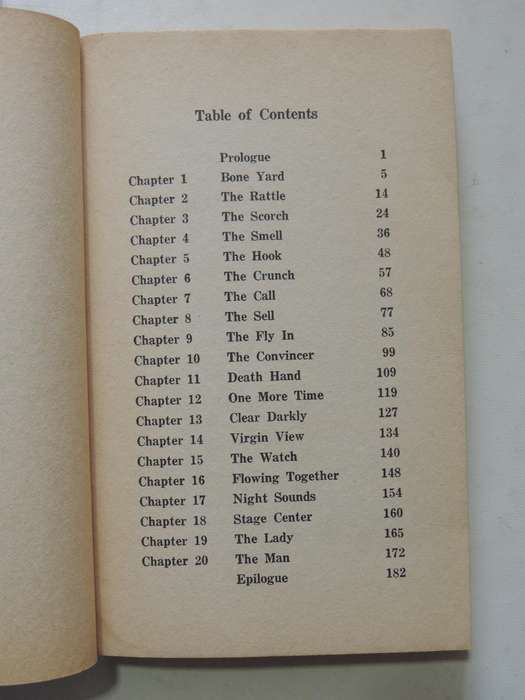 Table of Contents
Prologue 1
Chapter 1 Bone Yard 5
Chapter 2 The Rattle 14
Chapter 3 The Scorch 24
Chapter 4 The Smell 36
Chapter 5 The Hook 48
Chapter 6 The Crunch 57
Chapter 7 The Call 68
Chapter 8 The Sell 77
Chapter 9 The Fly In 85
Chapter 10 The Convincer 99
Chapter 11 Death Hand 109
Chapter 12 One More Time 119
Chapter 13 Clear Darkly 127
Chapter 14 Virgin View 134
Chapter 15 The Watch 140
Chapter 16 Flowing Together 148
Chapter 17 Night Sounds 154
Chapter 18 Stage Center 160
Chapter 19 The Lady 165
Chapter 20 The Man 172
Epilogue 182